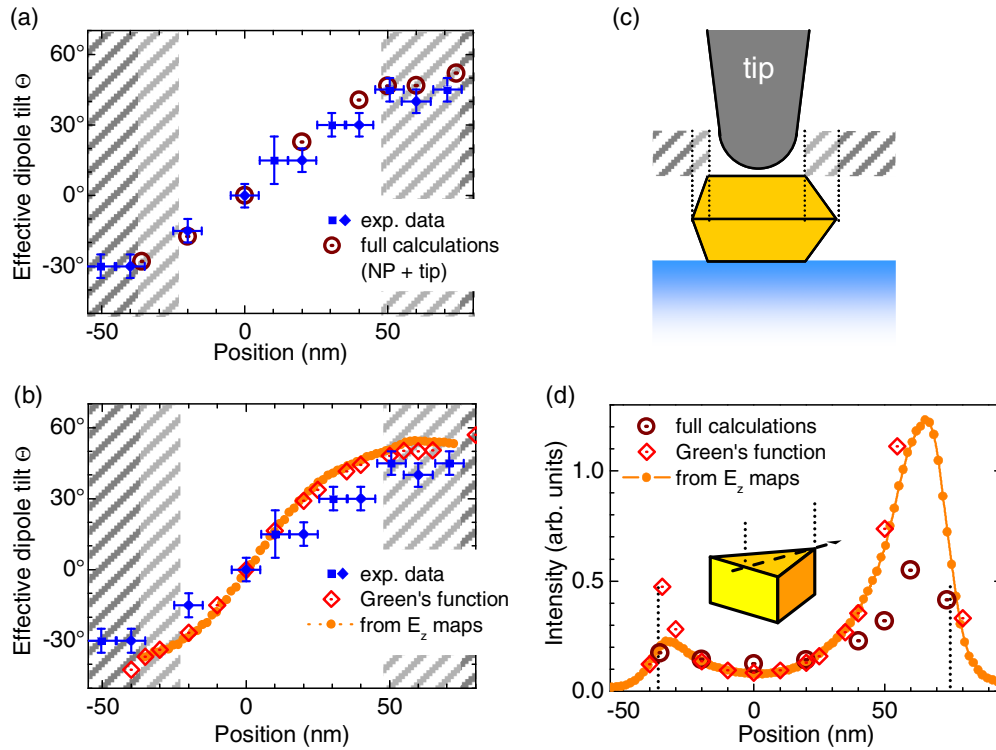 (a)
60°
30°
0°
-30°
Effective dipole tilt Θ
exp. data
full calculations
(NP + tip)
-50
0
50
Position (nm)
(b)
60°
30°
0°
-30°
Effective dipole tilt Θ
exp. data
Green's function
from E_z maps
-50
0
50
Position (nm)
(c)
tip
(d)
1.0
0.5
0.0
Intensity (arb. units)
full calculations
Green's function
from E_z maps
-50
0
50
Position (nm)